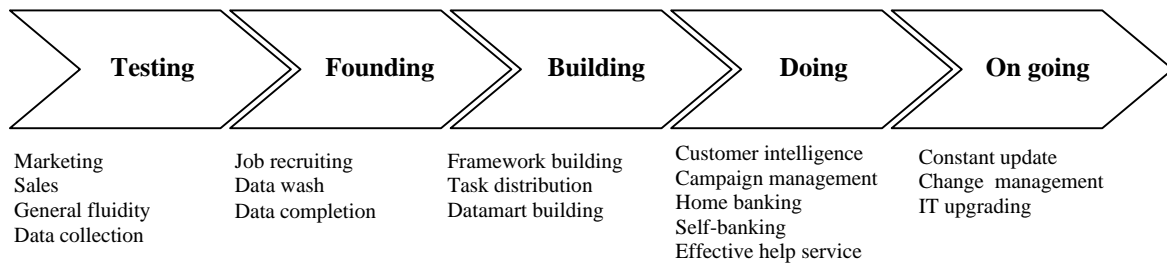 Testing
Founding
Building
Doing
On going
Marketing
Sales
General fluidity
Data collection
Job recruiting
Data wash
Data completion
Framework building
Task distribution
Datamart building
Customer intelligence
Campaign management
Home banking
Self-banking
Effective help service
Constant update
Change  management
IT upgrading